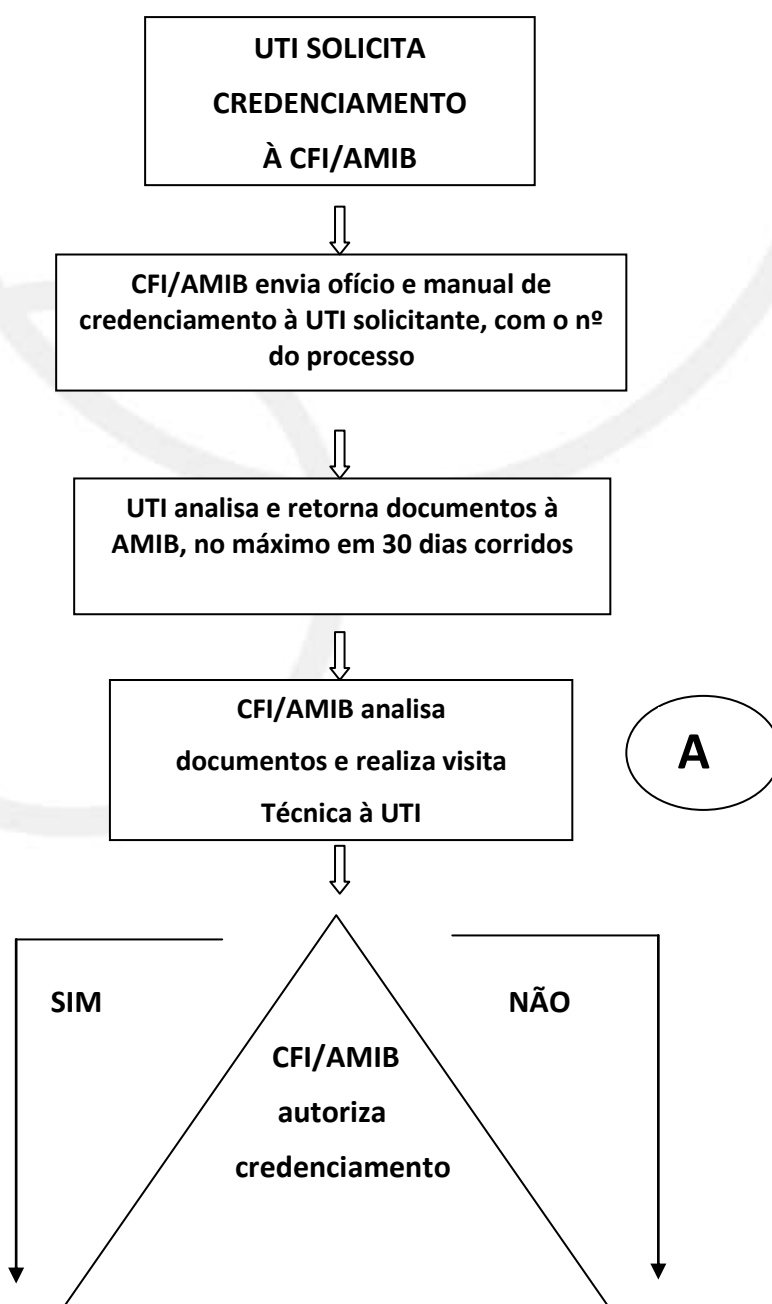 UTI SOLICITA
CREDENCIAMENTO
À CFI/AMIB
CFI/AMIB envia ofício e manual de
credenciamento à UTI solicitante, com o nº
do processo
UTI analisa e retorna documentos à
AMIB, no máximo em 30 dias corridos
CFI/AMIB analisa
documentos e realiza visita
Técnica à UTI
A
SIM
NÃO
CFI/AMIB
autoriza
credenciamento